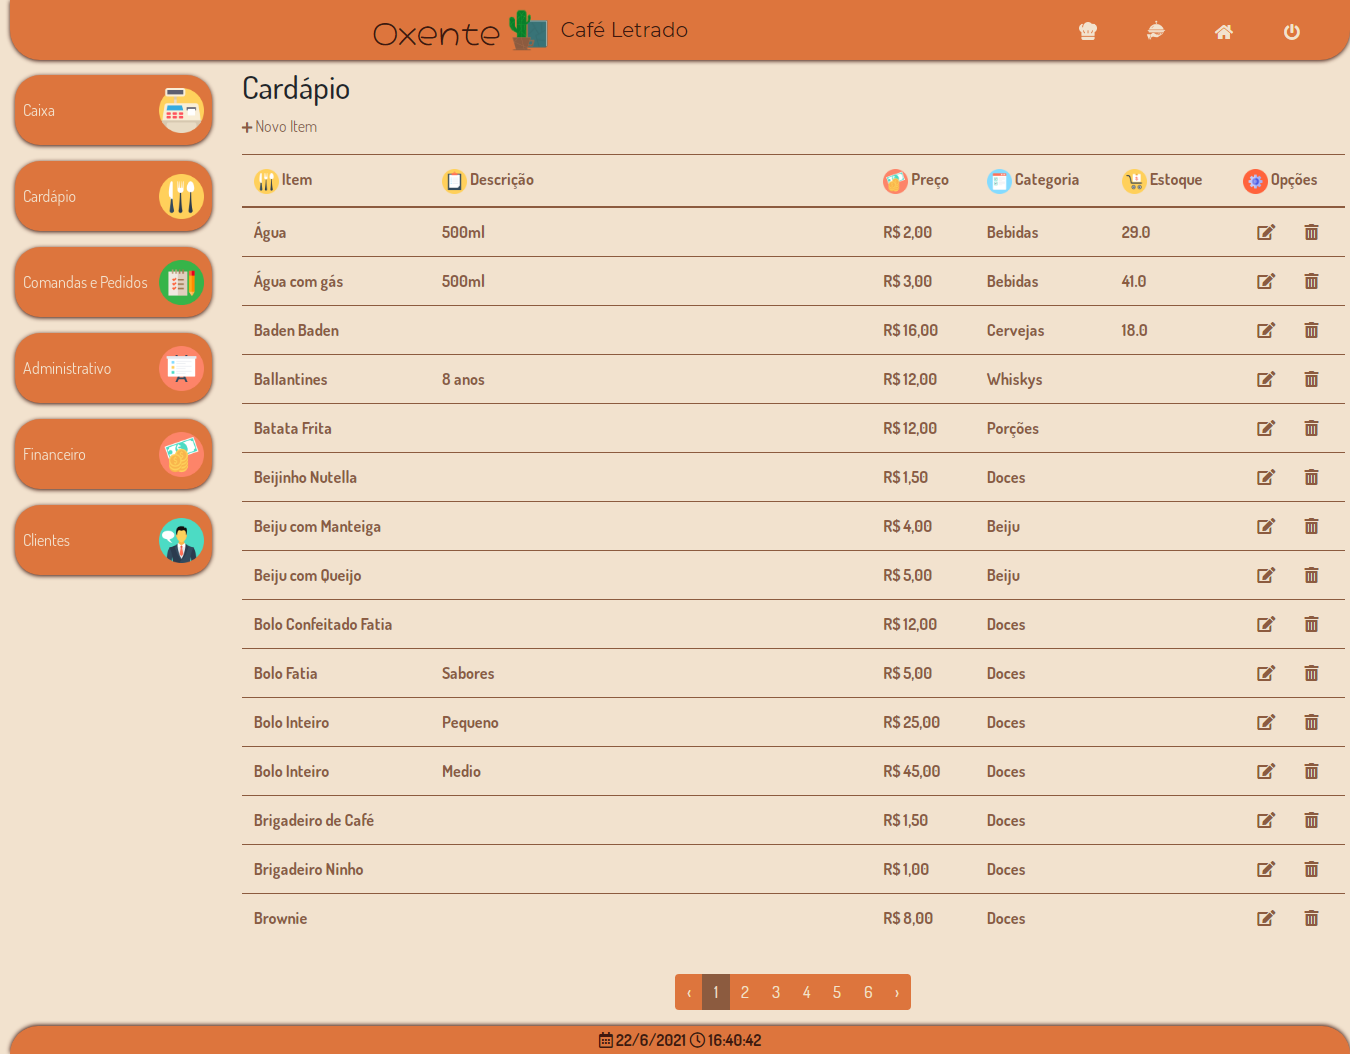 Oxente Café Letrado
Caixa
Cardápio
Comandas e Pedidos
Administrativo
Financeiro
Clientes
Cardápio
Novo Item
Item Descrição Preço Categoria Estoque Opções
Água 500ml R$ 2,00 Bebidas 29.0
Água com gás 500ml R$ 3,00 Bebidas 41.0
Baden Baden R$ 16,00 Cervejas 18.0
Ballantines 8 anos R$ 12,00 Whiskys
Batata Frita R$ 12,00 Porções
Beijinho Nutella R$ 1,50 Doces
Beiju com Manteiga R$ 4,00 Beiju
Beiju com Queijo R$ 5,00 Beiju
Bolo Confeitado Fatia R$ 12,00 Doces
Bolo Fatia Sabores R$ 5,00 Doces
Bolo Inteiro Pequeno R$ 25,00 Doces
Bolo Inteiro Medio R$ 45,00 Doces
Brigadeiro de Café R$ 1,50 Doces
Brigadeiro Ninho R$ 1,00 Doces
Brownie R$ 8,00 Doces
‹ 1 2 3 4 5 6 ›
22/6/2021 16:40:42